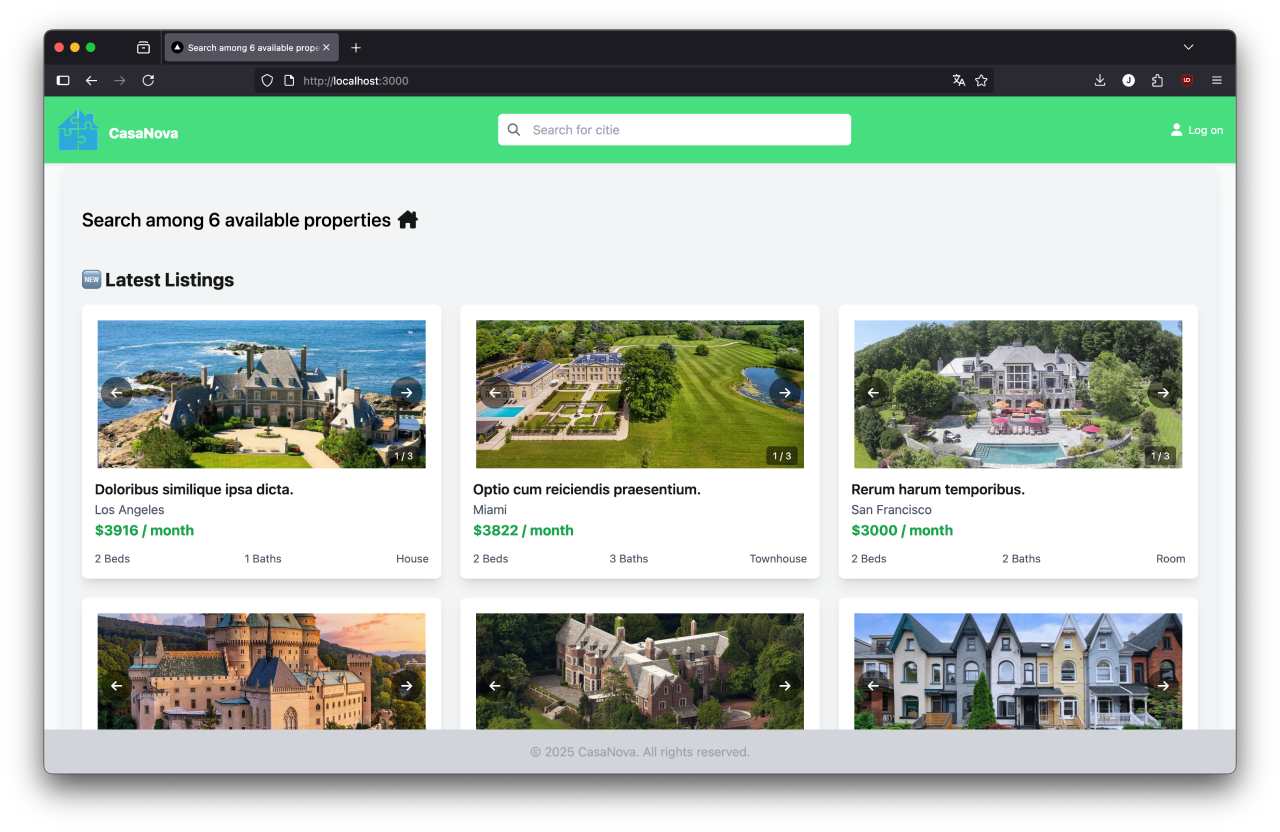 Search among 6 available prope
http://localhost:3000
CasaNova
Search for citie
Log on
Search among 6 available properties
NEW Latest Listings
1 / 3
1 / 3
1 / 3
Doloribus similique ipsa dicta.
Los Angeles
$3916 / month
2 Beds 1 Baths House
Optio cum reiciendis praesentium.
Miami
$3822 / month
2 Beds 3 Baths Townhouse
Rerum harum temporibus.
San Francisco
$3000 / month
2 Beds 2 Baths Room
© 2025 CasaNova. All rights reserved.